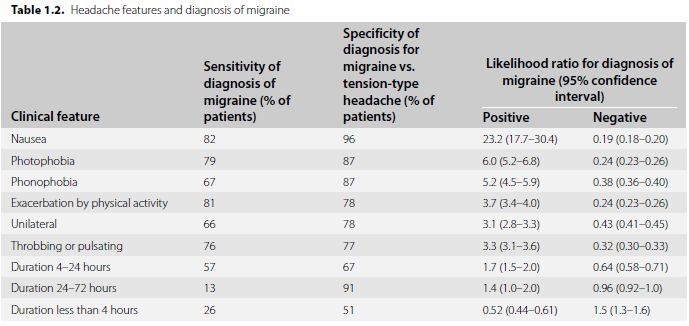 Table 1.2. Headache features and diagnosis of migraine
Clinical feature
Sensitivity of
diagnosis of
migraine (% of
patients)
Specificity of
diagnosis for
migraine vs.
tension-type
headache (% of
patients)
Likelihood ratio for diagnosis of
migraine (95% confidence
interval)
Positive Negative
Nausea 82 96 23.2 (17.7–30.4) 0.19 (0.18–0.20)
Photophobia 79 87 6.0 (5.2–6.8) 0.24 (0.23–0.26)
Phonophobia 67 87 5.2 (4.5–5.9) 0.38 (0.36–0.40)
Exacerbation by physical activity 81 78 3.7 (3.4–4.0) 0.24 (0.23–0.26)
Unilateral 66 78 3.1 (2.8–3.3) 0.43 (0.41–0.45)
Throbbing or pulsating 76 77 3.3 (3.1–3.6) 0.32 (0.30–0.33)
Duration 4–24 hours 57 67 1.7 (1.5–2.0) 0.64 (0.58–0.71)
Duration 24–72 hours 13 91 1.4 (1.0–2.0) 0.96 (0.92–1.0)
Duration less than 4 hours 26 51 0.52 (0.44–0.61) 1.5 (1.3–1.6)